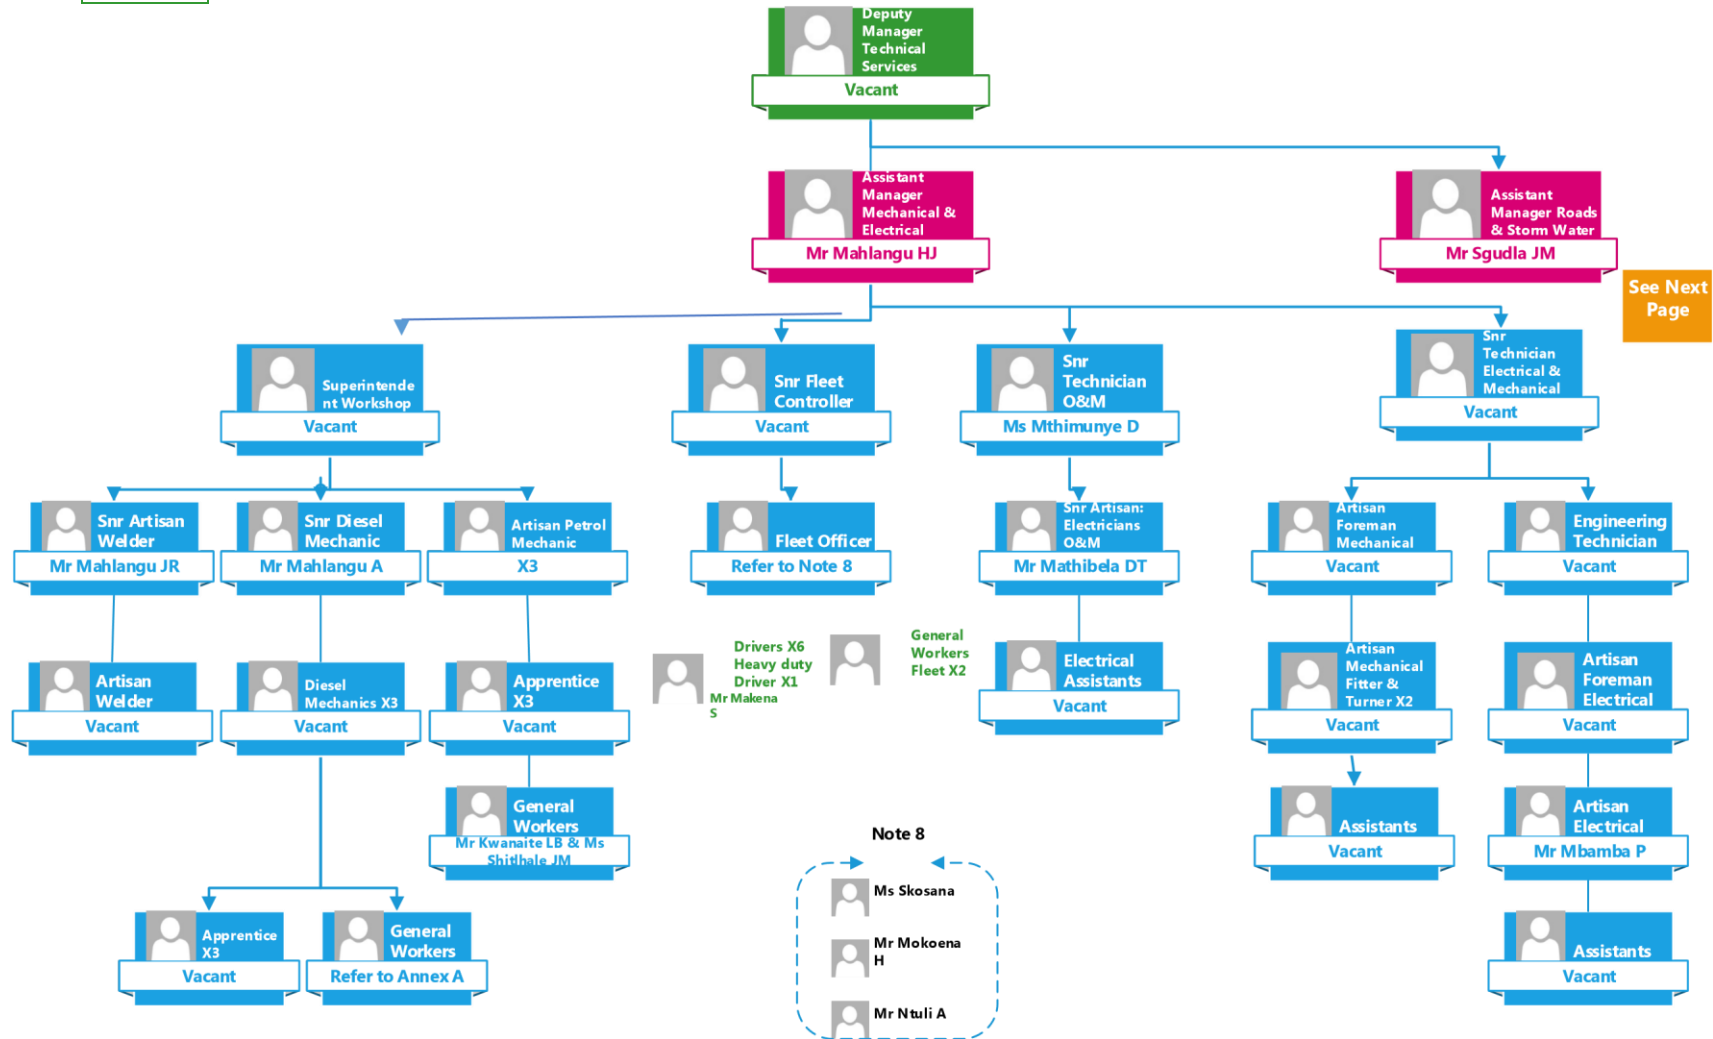 Deputy
Manager
Technical
Services
Vacant
Assistant
Manager
Mechanical &
Electrical
Mr Mahlangu HJ
Assistant
Manager Roads
& Storm Water
Mr Sgudla JM
See Next
Page
Superintende
nt Workshop
Vacant
Snr Fleet
Controller
Vacant
Snr
Technician
O&M
Ms Mthimunye D
Snr
Technician
Electrical &
Mechanical
Vacant
Snr Artisan
Welder
Mr Mahlangu JR
Snr Diesel
Mechanic
Mr Mahlangu A
Artisan Petrol
Mechanic
X3
Fleet Officer
Refer to Note 8
Snr Artisan:
Electricians
O&M
Mr Mathibela DT
Artisan
Foreman
Mechanical
Vacant
Engineering
Technician
Vacant
Artisan
Welder
Vacant
Diesel
Mechanics X3
Vacant
Apprentice
X3
Vacant
Drivers X6
Heavy duty
Driver X1
Mr Makena
S
General
Workers
Fleet X2
Electrical
Assistants
Vacant
Artisan
Mechanical
Fitter &
Turner X2
Vacant
Artisan
Foreman
Electrical
Vacant
General
Workers
Mr Kwanaite LB & Ms
Shitlhale JM
Assistants
Vacant
Artisan
Electrical
Mr Mbamba P
Apprentice
X3
Vacant
General
Workers
Refer to Annex A
Note 8
Ms Skosana
Mr Mokoena
H
Mr Ntuli A
Assistants
Vacant